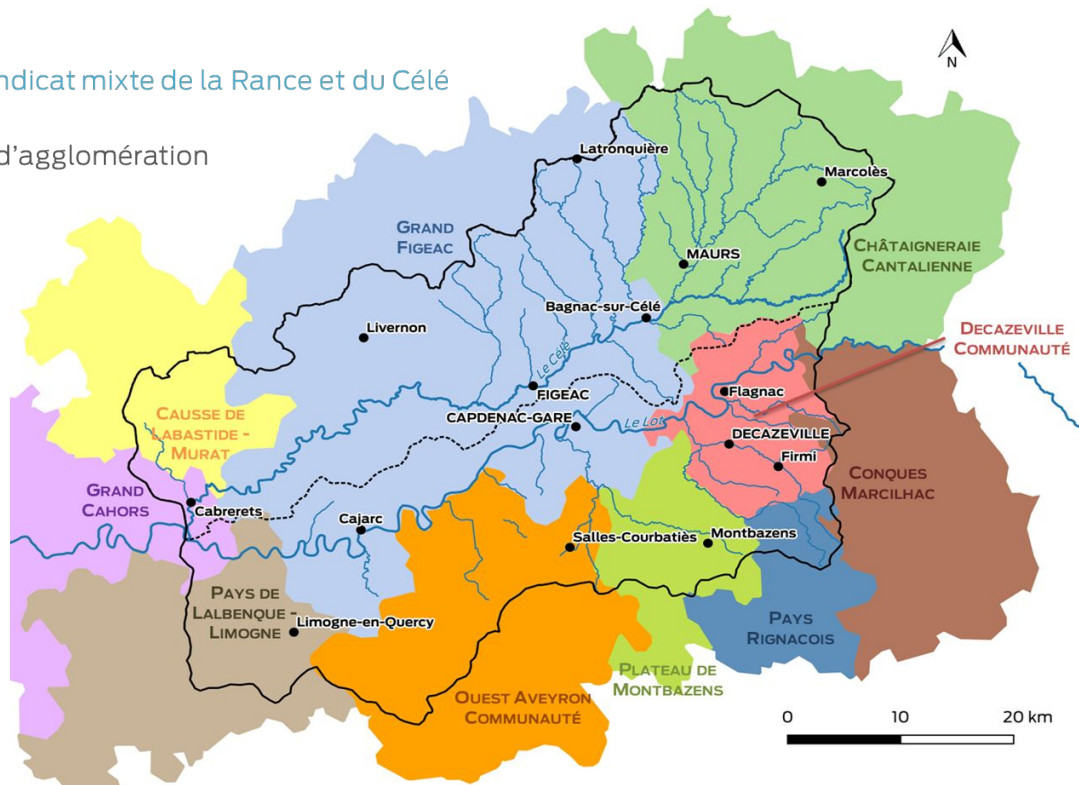 ndicat mixte de la Rance et du Célé
d'agglomération
N
Latronquière
Marcolès
GRAND
FIGEAC
MAURS
CHÂTAIGNERAIE
CANTALIENNE
Bagnac-sur-Célé
Livernon
DECAZEVILLE
COMMUNAUTÉ
Le Célé
FIGEAC
Flagnac
CAUSSE DE
LABASTIDE -
MURAT
CAPDENAC-GARE
Le Lot
DECAZEVILLE
Firmi
CONQUES
MARCILHAC
GRAND
CAHORS
Cabrerets
Cajarc
Salles-Courbatiès
Montbazens
PAYS DE
LALBENQUE -
LIMOGNE
Limogne-en-Quercy
PAYS
RIGNACOIS
PLATEAU DE
MONTBAZENS
OUEST AVEYRON
COMMUNAUTÉ
0 10 20 km